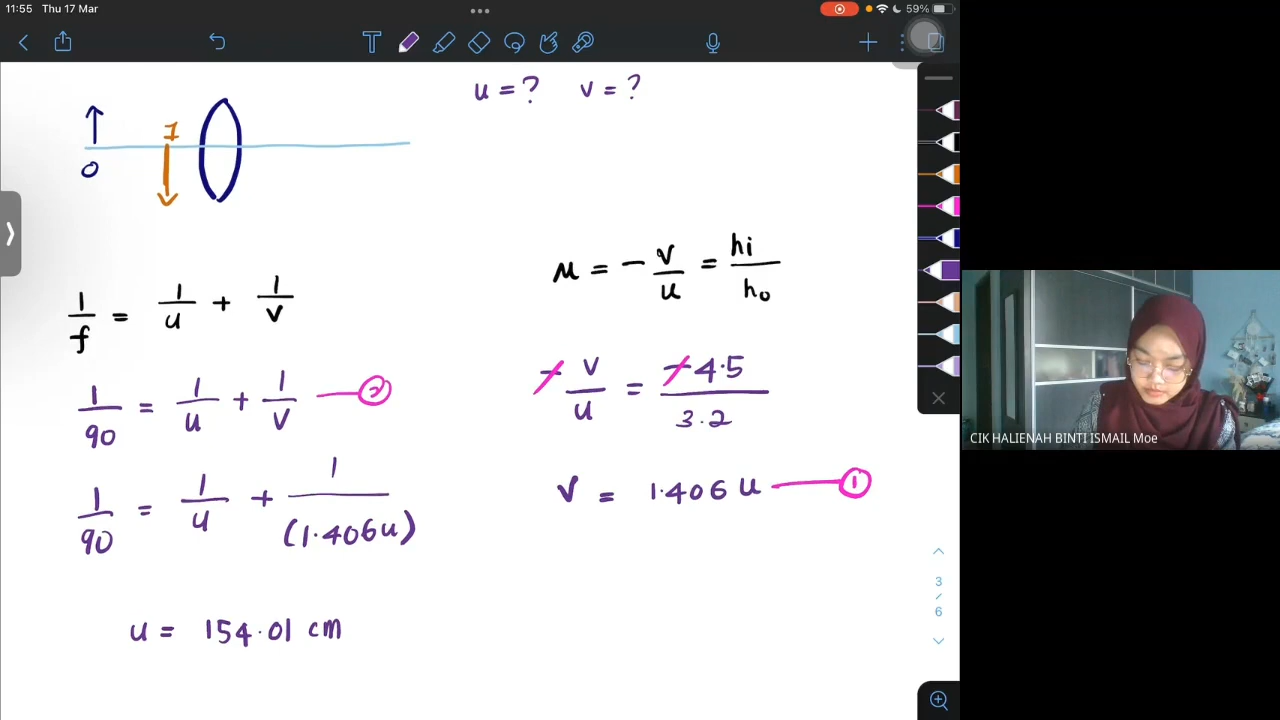 11:55 Thu 17 Mar
59%
T
u = ? v = ?
I
O
M = - v/u = hi/ho
1/f = 1/u + 1/v
- v/u = -4.5/3.2
1/90 = 1/u + 1/v — 2
v = 1.406 u — 1
1/90 = 1/u + 1/(1.406u)
u = 154.01 cm
3
/
6
CIK HALIENAH BINTI ISMAIL Moe